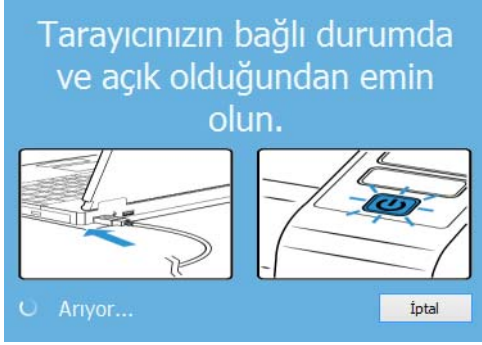 Tarayıcınızın bağlı durumda
ve açık olduğundan emin
olun.
Arıyor...
İptal